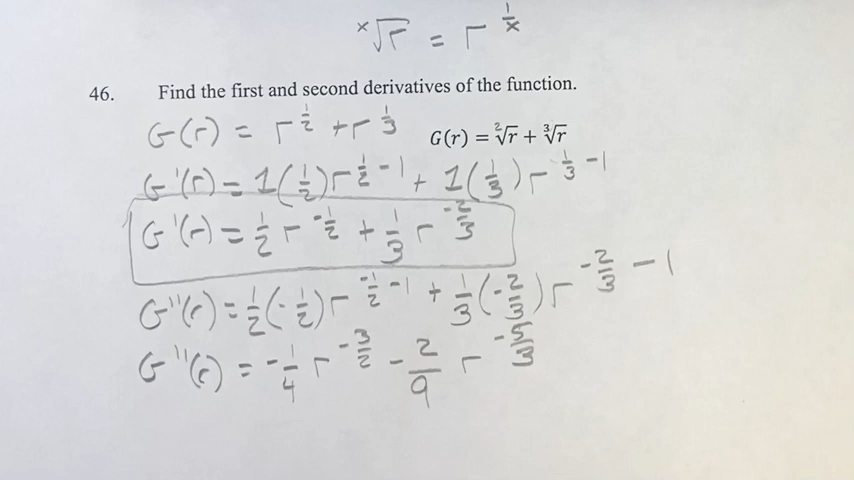 ˣ√r = r^(1/x)
46. Find the first and second derivatives of the function.
G(r) = r^(1/2) + r^(1/3)
G(r) = ²√r + ³√r
G'(r) = 1(1/2)r^(1/2 - 1) + 1(1/3)r^(1/3 - 1)
G'(r) = 1/2 r^(-1/2) + 1/3 r^(-2/3)
G''(r) = 1/2(-1/2)r^(-1/2 - 1) + 1/3(-2/3)r^(-2/3 - 1)
G''(r) = -1/4 r^(-3/2) - 2/9 r^(-5/3)